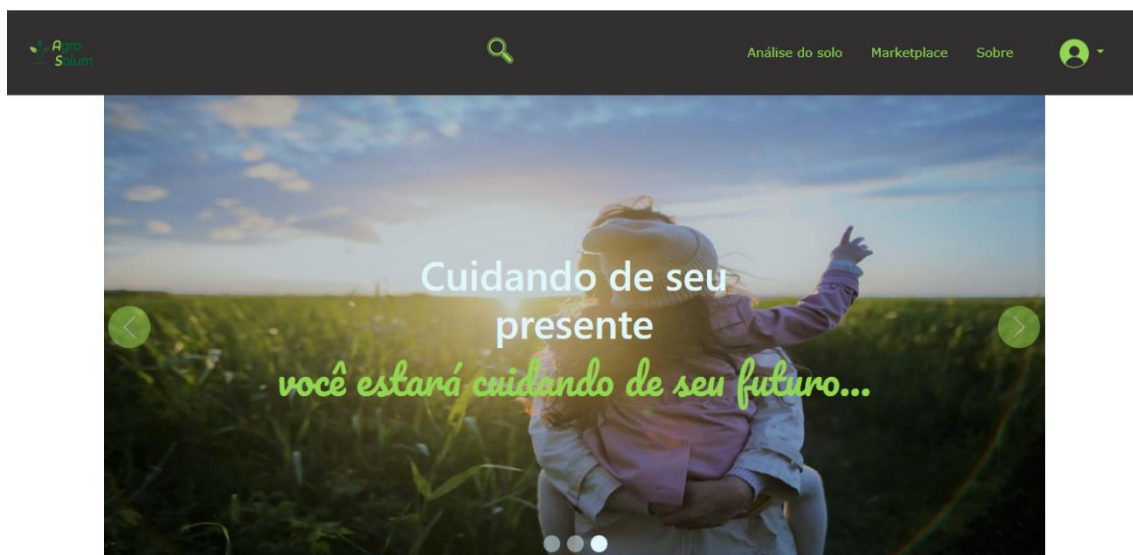 Agro
Solum
Análise do solo Marketplace Sobre
Cuidando de seu
presente
você estará cuidando de seu futuro...